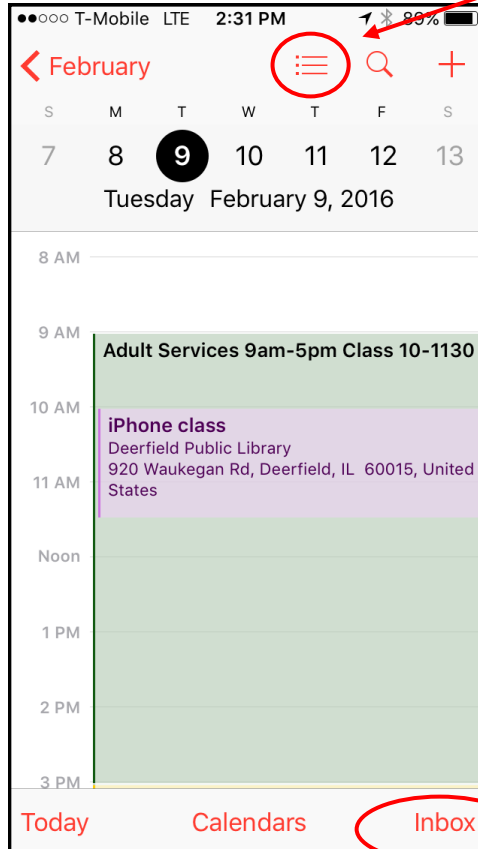 T-Mobile LTE 2:31 PM 89%
February
S M T W T F S
7 8 9 10 11 12 13
Tuesday February 9, 2016
8 AM
9 AM
Adult Services 9am-5pm Class 10-1130
10 AM
iPhone class
Deerfield Public Library
920 Waukegan Rd, Deerfield, IL 60015, United
11 AM
States
Noon
1 PM
2 PM
3 PM
Today Calendars Inbox